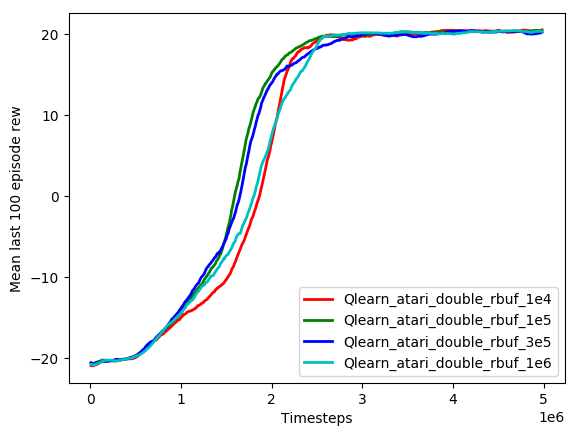 Mean last 100 episode rew
20
10
0
−10
−20
Qlearn_atari_double_rbuf_1e4
Qlearn_atari_double_rbuf_1e5
Qlearn_atari_double_rbuf_3e5
Qlearn_atari_double_rbuf_1e6
0 1 2 3 4 5
1e6
Timesteps